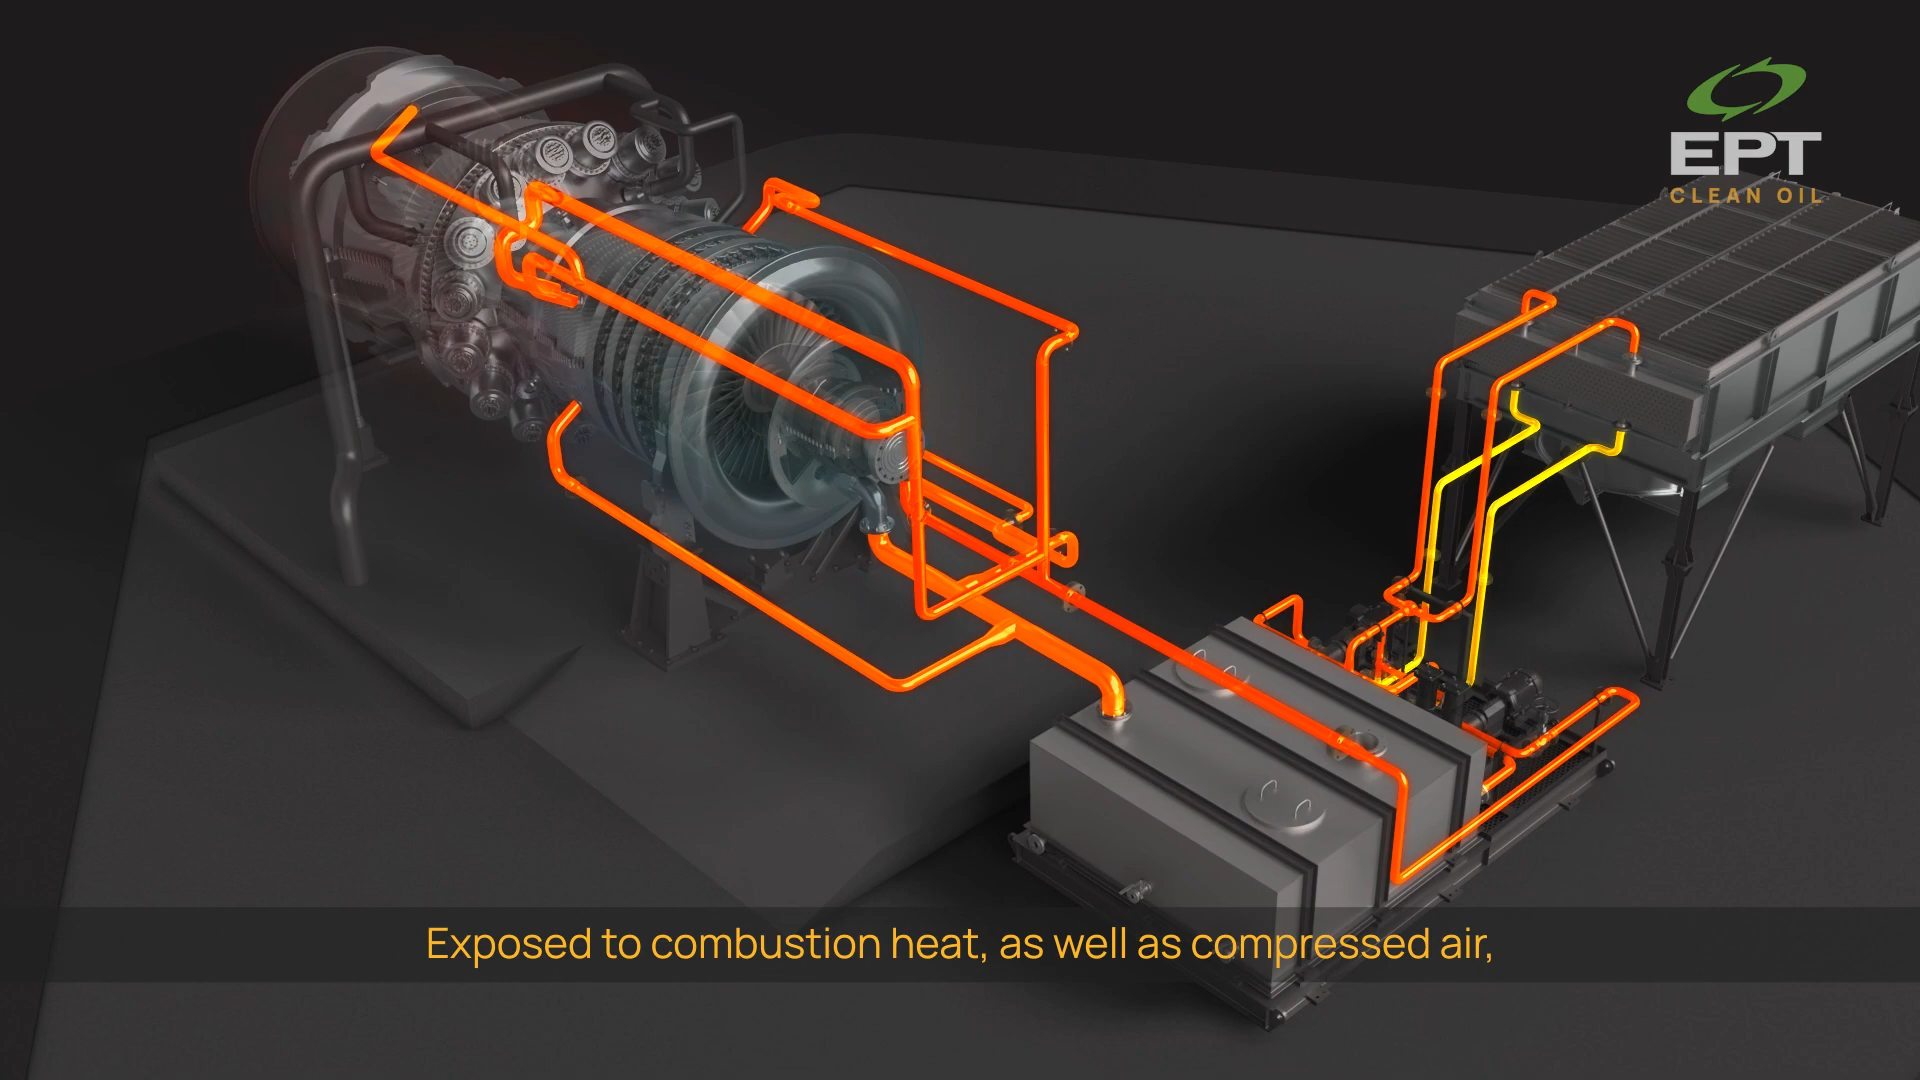 EPT
CLEAN OIL
Exposed to combustion heat, as well as compressed air,